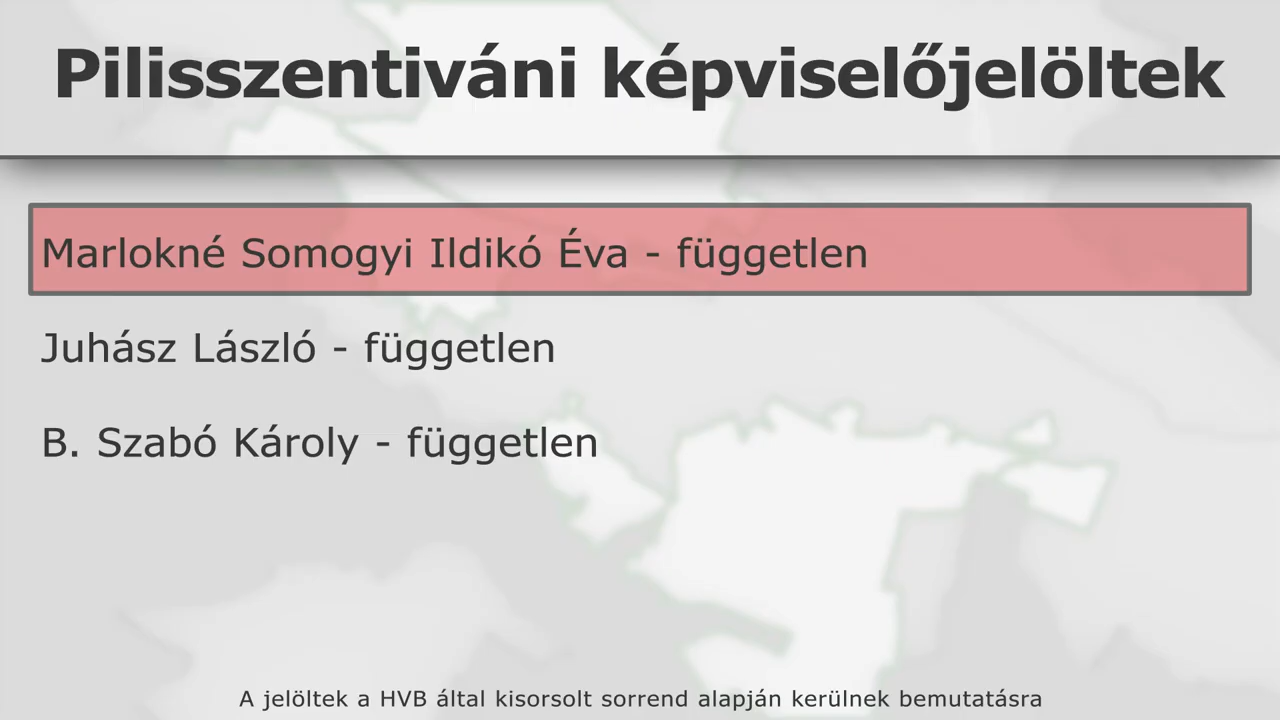 Pilisszentiváni képviselőjelöltek
Marlokné Somogyi Ildikó Éva - független
Juhász László - független
B. Szabó Károly - független
A jelöltek a HVB által kisorsolt sorrend alapján kerülnek bemutatásra